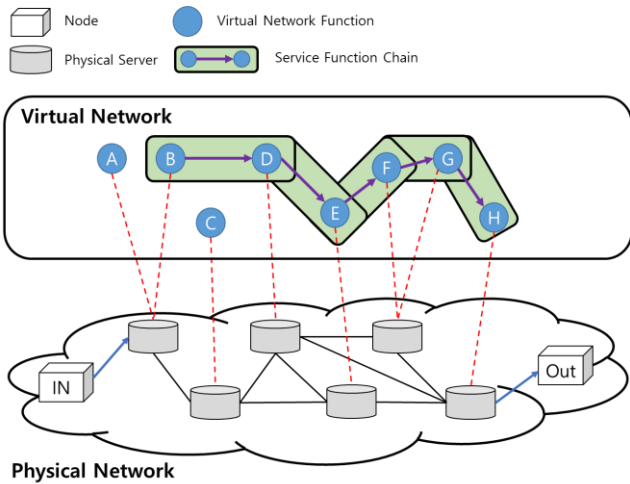 Node
Virtual Network Function
Physical Server
Service Function Chain
Virtual Network
A
B
D
F
G
E
C
H
IN
Out
Physical Network